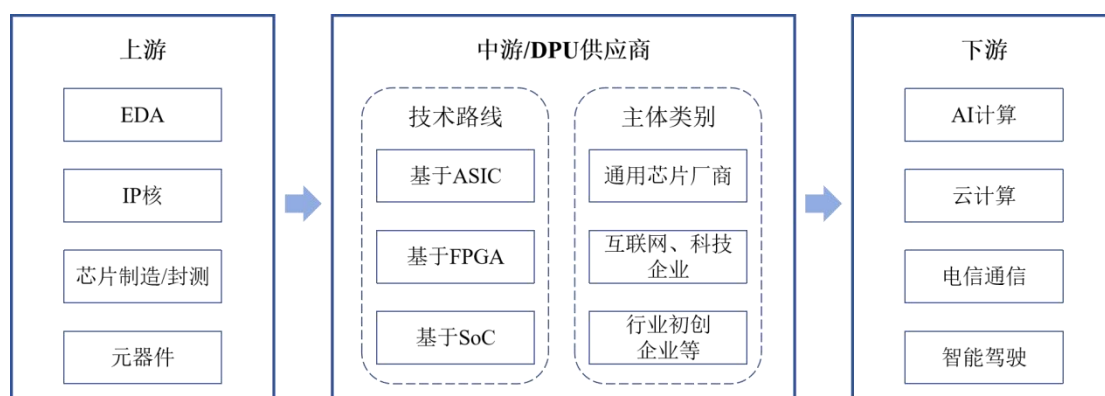 上游
EDA
IP核
芯片制造/封测
元器件
中游/DPU供应商
技术路线
基于ASIC
基于FPGA
基于SoC
主体类别
通用芯片厂商
互联网、科技
企业
行业初创
企业等
下游
AI计算
云计算
电信通信
智能驾驶